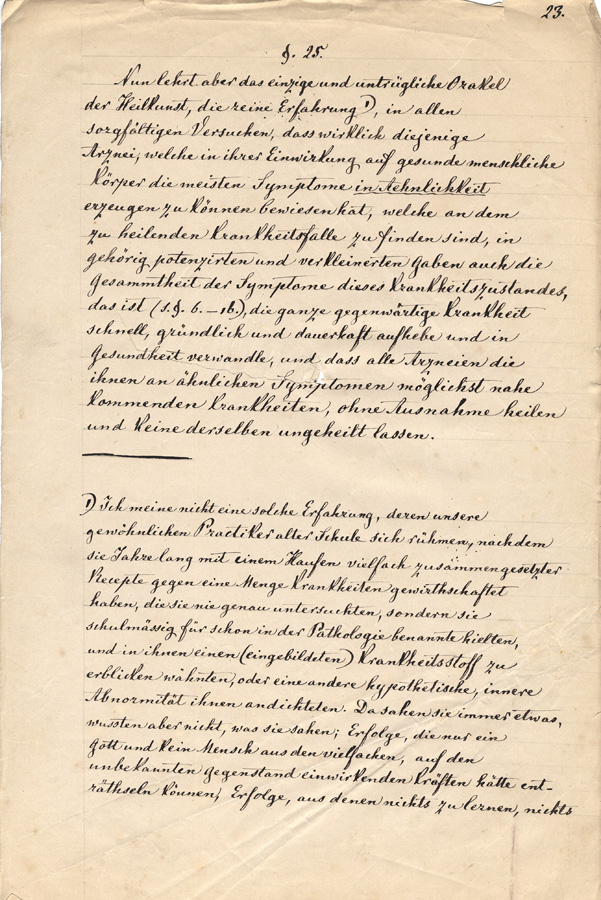 23.
§. 25.
Nun lehrt aber das einzige und untrügliche Orakel
der Heilkunst, die reine Erfahrung 1), in allen
sorgfältigen Versuchen, dass wirklich diejenige
Arznei, welche in ihrer Einwirkung auf gesunde menschliche
Körper die meisten Symptome in Aehnlichkeit
erzeugen zu können bewiesen hat, welche an dem
zu heilenden Krankheitsfalle zu finden sind, in
gehörig potenzirten und verkleinerten Gaben auch die
Gesammtheit der Symptome dieses Krankheitszustandes,
das ist (s. §. 6. – 16.), die ganze gegenwärtige Krankheit
schnell, gründlich und dauerhaft aufhebe und in
Gesundheit verwandle, und dass alle Arzneien die
ihnen an ähnlichen Symptomen möglichst nahe
kommenden Krankheiten, ohne Ausnahme heilen
und keine derselben ungeheilt lassen.
1) Ich meine nicht eine solche Erfahrung, deren unsere
gewöhnlichen Practiker alter Schule sich rühmen, nachdem
sie Jahre lang mit einem Haufen vielfach zusammengesetzter
Recepte gegen eine Menge Krankheiten gewirthschaftet
haben, die sie nie genau untersuchten, sondern sie
schulmässig für schon in der Pathologie benannte hielten,
und in ihnen einen (eingebildeten) Krankheitsstoff zu
erblicken wähnten, oder eine andere hypothetische, innere
Abnormität ihnen andichteten. Da sahen sie immer etwas,
wussten aber nicht, was sie sahen; Erfolge, die nur ein
Gott und kein Mensch aus den vielfachen, auf den
unbekannten Gegenstand einwirkenden Kräften hätte ent-
räthseln können, Erfolge, aus denen nichts zu lernen, nichts